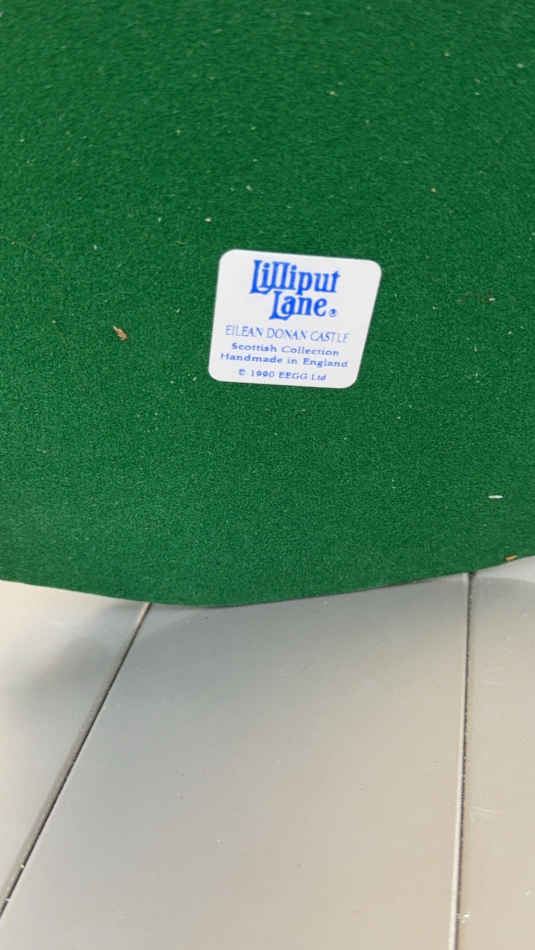 Lilliput
Lane®
EILEAN DONAN CASTLE
Scottish Collection
Handmade in England
© 1990 EEGG Ltd